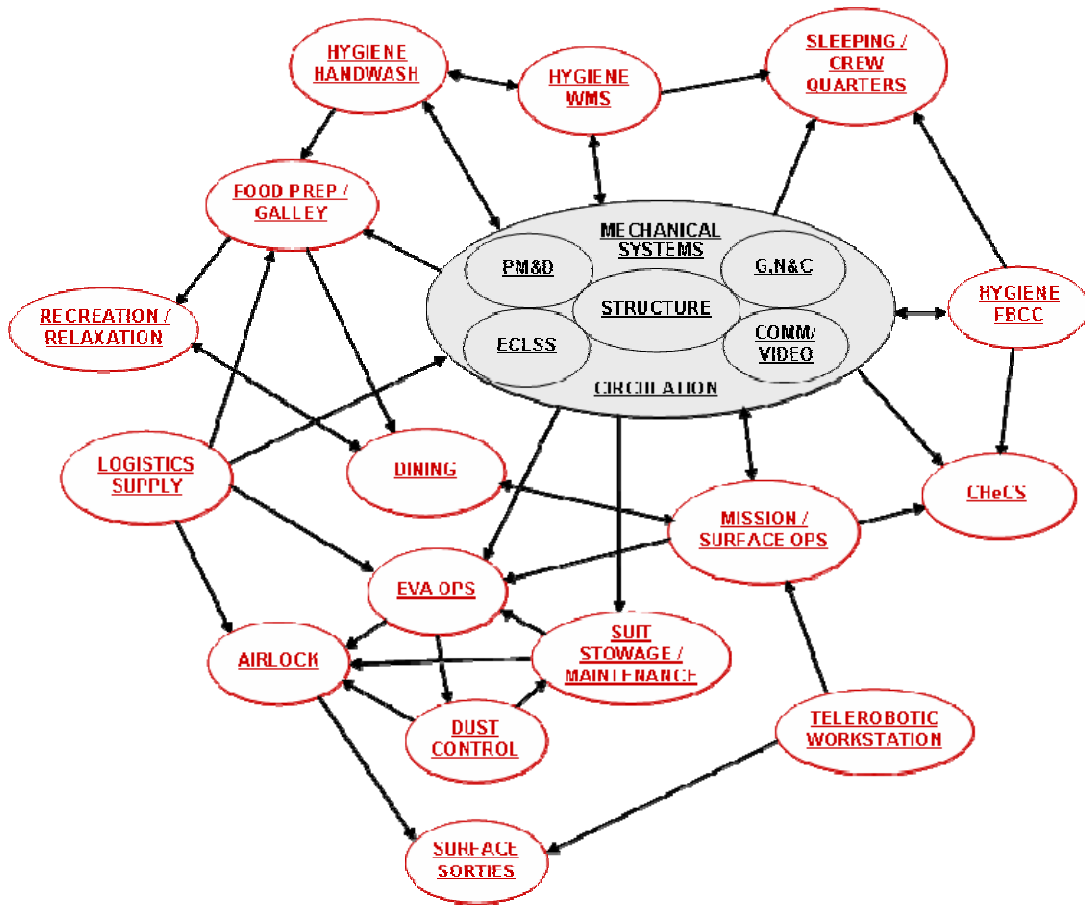 HYGIENE
HANDWASH
HYGIENE
WMS
SLEEPING /
CREW
QUARTERS
FOOD PREP /
GALLEY
MECHANICAL
SYSTEMS
PM&D
G,N&C
STRUCTURE
ECLSS
COMM/
VIDEO
CIRCULATION
HYGIENE
FBCC
RECREATION /
RELAXATION
LOGISTICS
SUPPLY
DINING
CHeCS
MISSION /
SURFACE OPS
EVA OPS
AIRLOCK
SUIT
STOWAGE /
MAINTENANCE
DUST
CONTROL
TELEROBOTIC
WORKSTATION
SURFACE
SORTIES